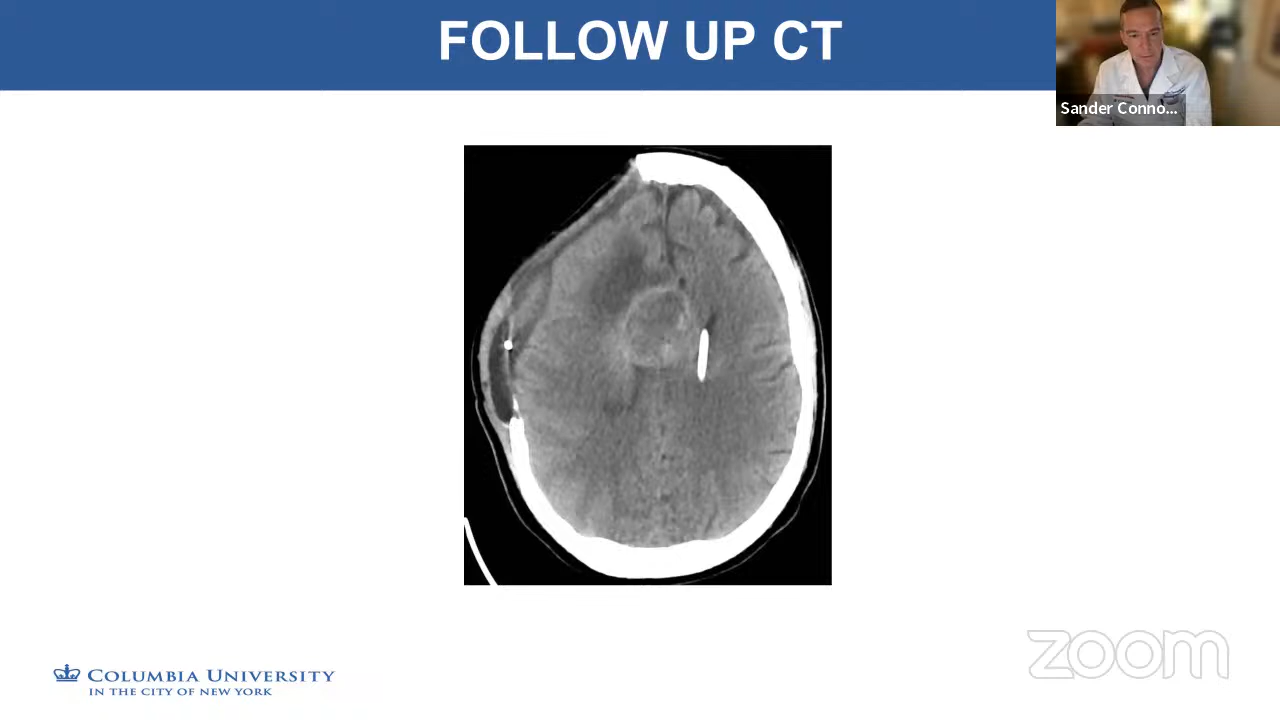 FOLLOW UP CT
Sander Conno...
zoom
COLUMBIA UNIVERSITY
IN THE CITY OF NEW YORK